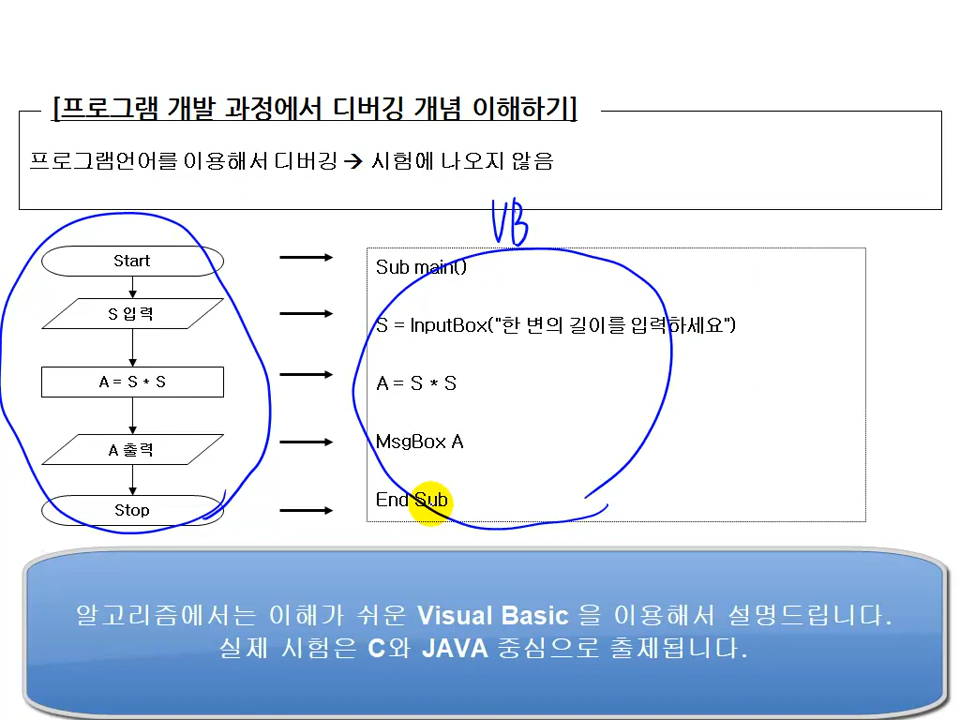 [프로그램 개발 과정에서 디버깅 개념 이해하기]
프로그램언어를 이용해서 디버깅 → 시험에 나오지 않음
VB
Start
S 입력
A = S * S
A 출력
Stop
Sub main()
S = InputBox("한 변의 길이를 입력하세요")
A = S * S
MsgBox A
End Sub
알고리즘에서는 이해가 쉬운 Visual Basic 을 이용해서 설명드립니다.
실제 시험은 C와 JAVA 중심으로 출제됩니다.